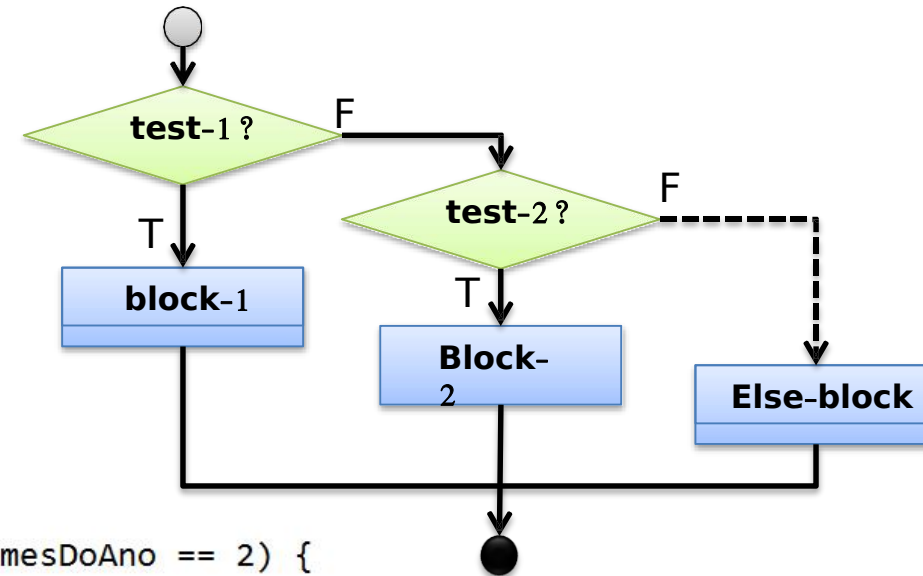 test-1 ?
F
test-2 ?
F
T
block-1
T
Block-
2
Else-block
mesDoAno == 2) {